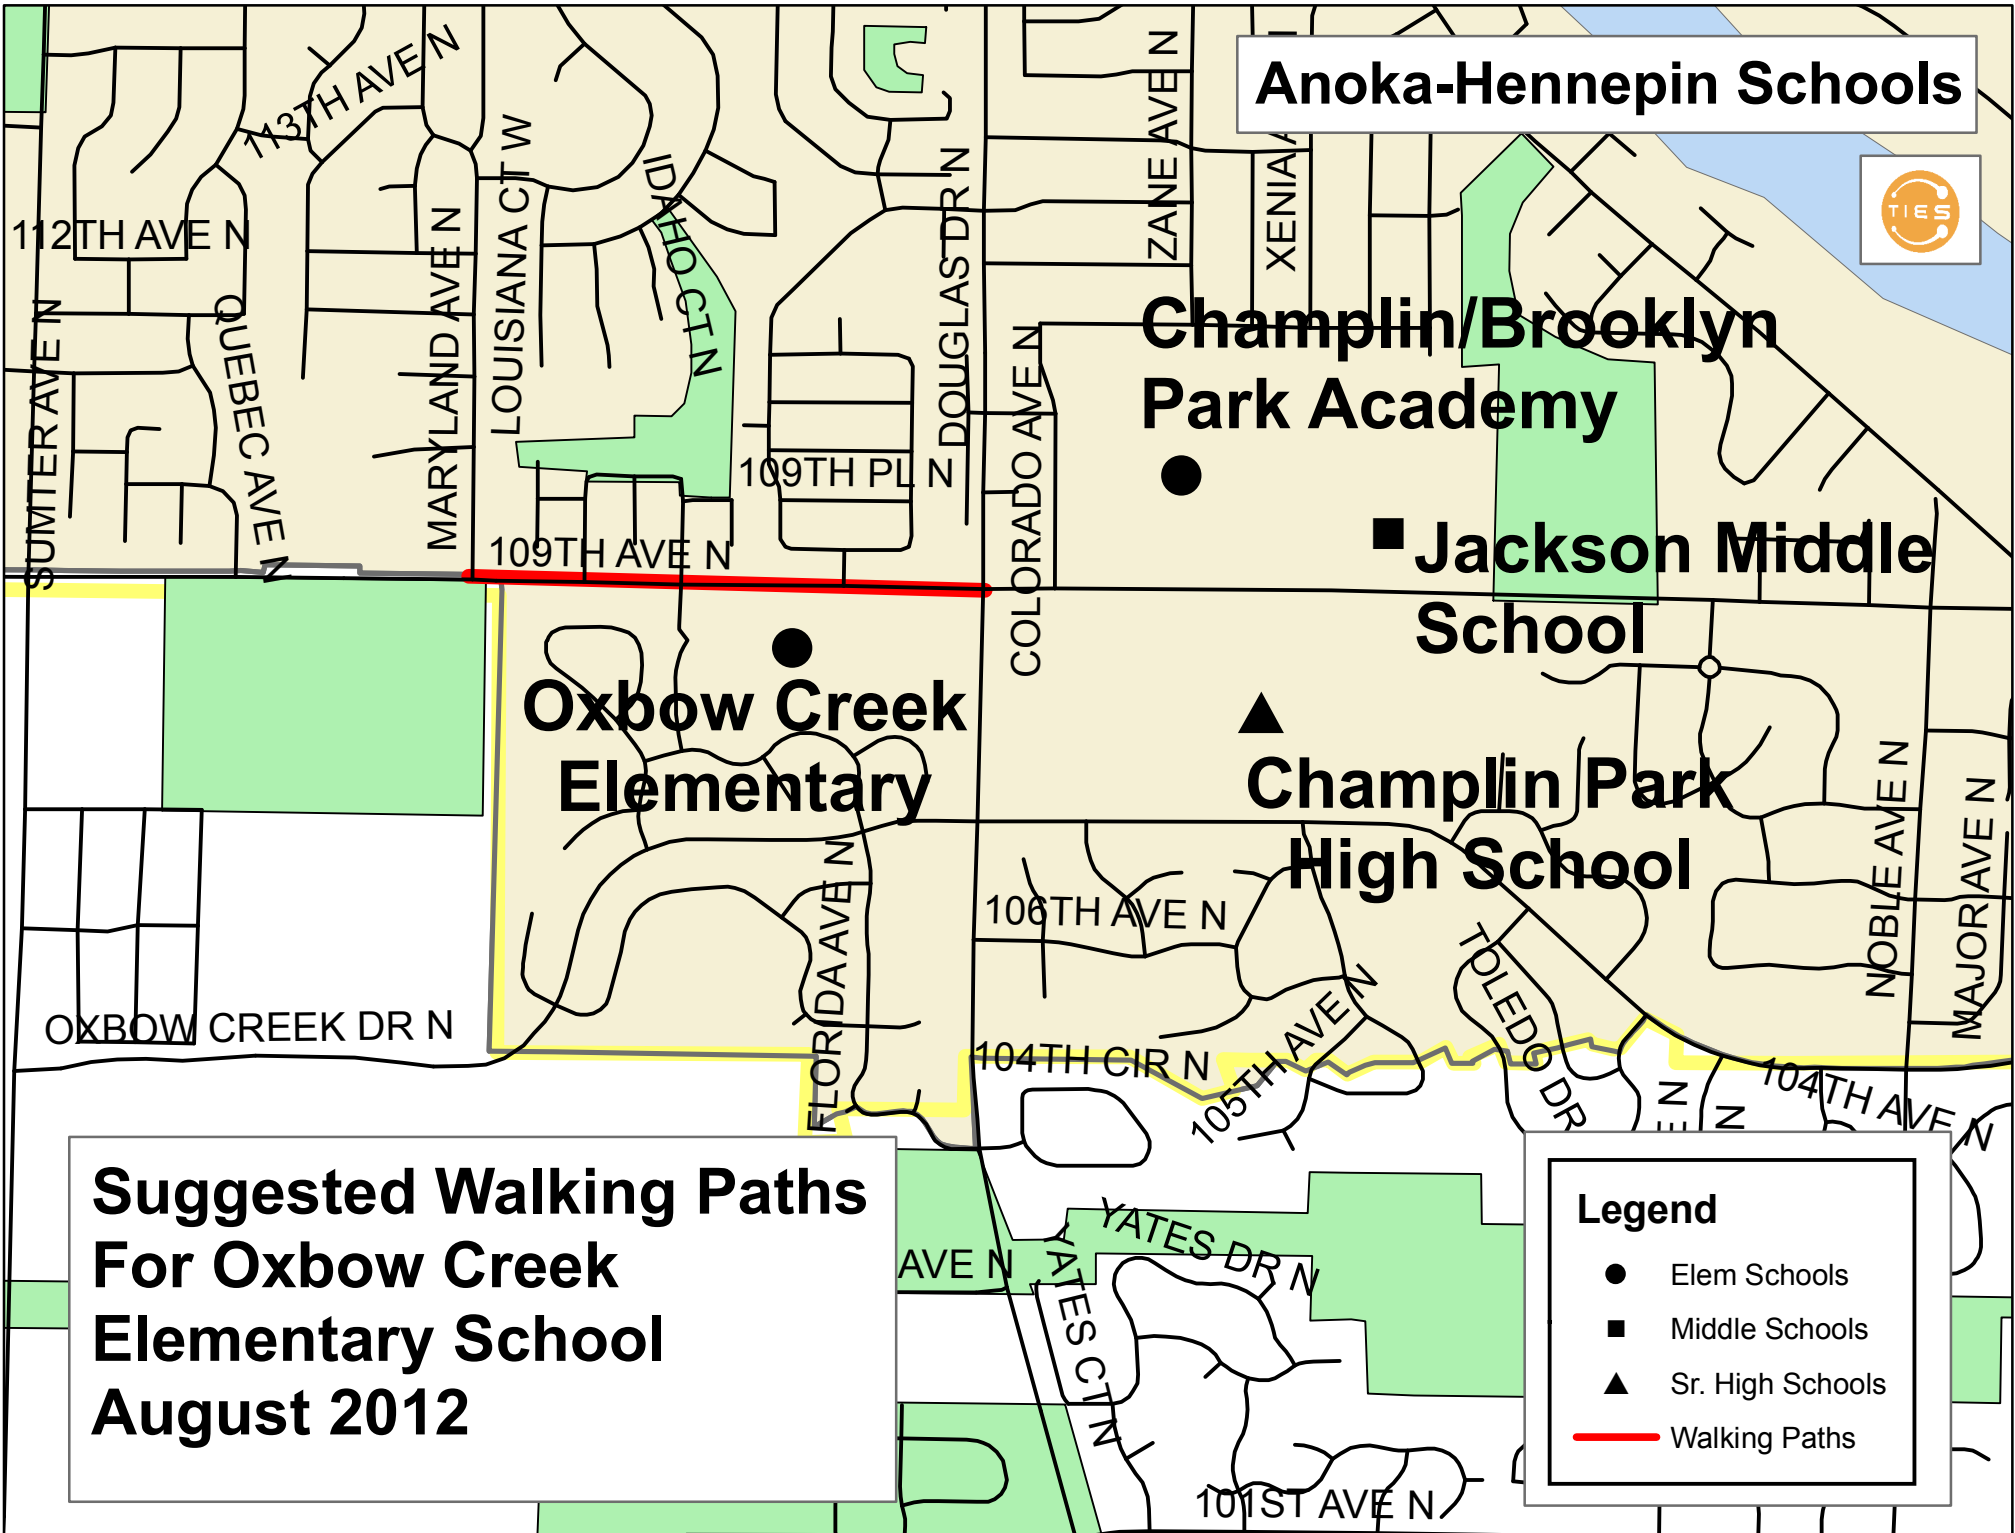 Anoka-Hennepin Schools
TIES
113TH AVE N
112TH AVE N
SUMTER AVE N
QUEBEC AVE N
MARYLAND AVE N
LOUISIANA CT W
IDAHO CT N
DOUGLAS DR N
ZANE AVE N
COLORADO AVE N
109TH PL N
109TH AVE N
Champlin/Brooklyn
Park Academy
Jackson Middle
School
Oxbow Creek
Elementary
Champlin Park
High School
NOBLE AVE N
MAJOR AVE N
FLORIDA AVE N
106TH AVE N
105TH AVE N
TOLEDO DR
104TH CIR N
104TH AVE N
OXBOW CREEK DR N
E N
N
AVE N
YATES DR N
YATES CT N
101ST AVE N
Suggested Walking Paths
For Oxbow Creek
Elementary School
August 2012
Legend
Elem Schools
Middle Schools
Sr. High Schools
Walking Paths